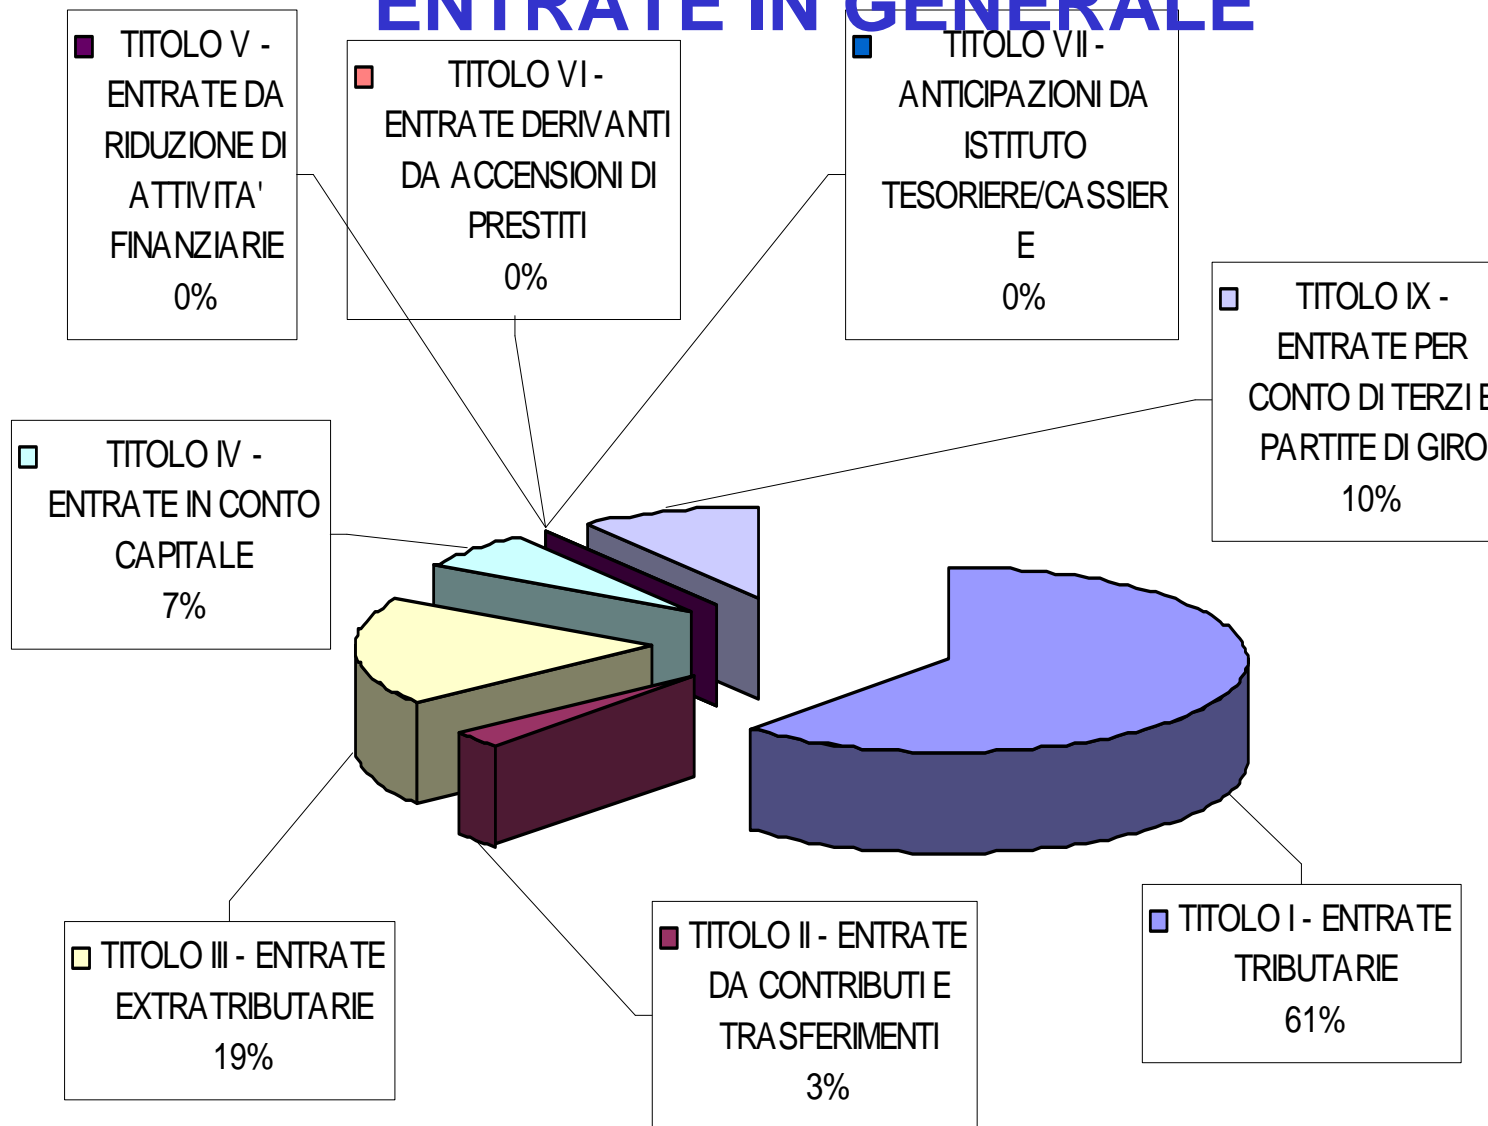 ENTRATE IN GENERALE
TITOLO V -
ENTRATE DA
RIDUZIONE DI
ATTIVITA'
FINANZIARIE
0%
TITOLO VI -
ENTRATE DERIVANTI
DA ACCENSIONI DI
PRESTITI
0%
TITOLO VII -
ANTICIPAZIONI DA
ISTITUTO
TESORIERE/CASSIER
E
0%
TITOLO IX -
ENTRATE PER
CONTO DI TERZI E
PARTITE DI GIRO
10%
TITOLO IV -
ENTRATE IN CONTO
CAPITALE
7%
TITOLO III - ENTRATE
EXTRATRIBUTARIE
19%
TITOLO II - ENTRATE
DA CONTRIBUTI E
TRASFERIMENTI
3%
TITOLO I - ENTRATE
TRIBUTARIE
61%